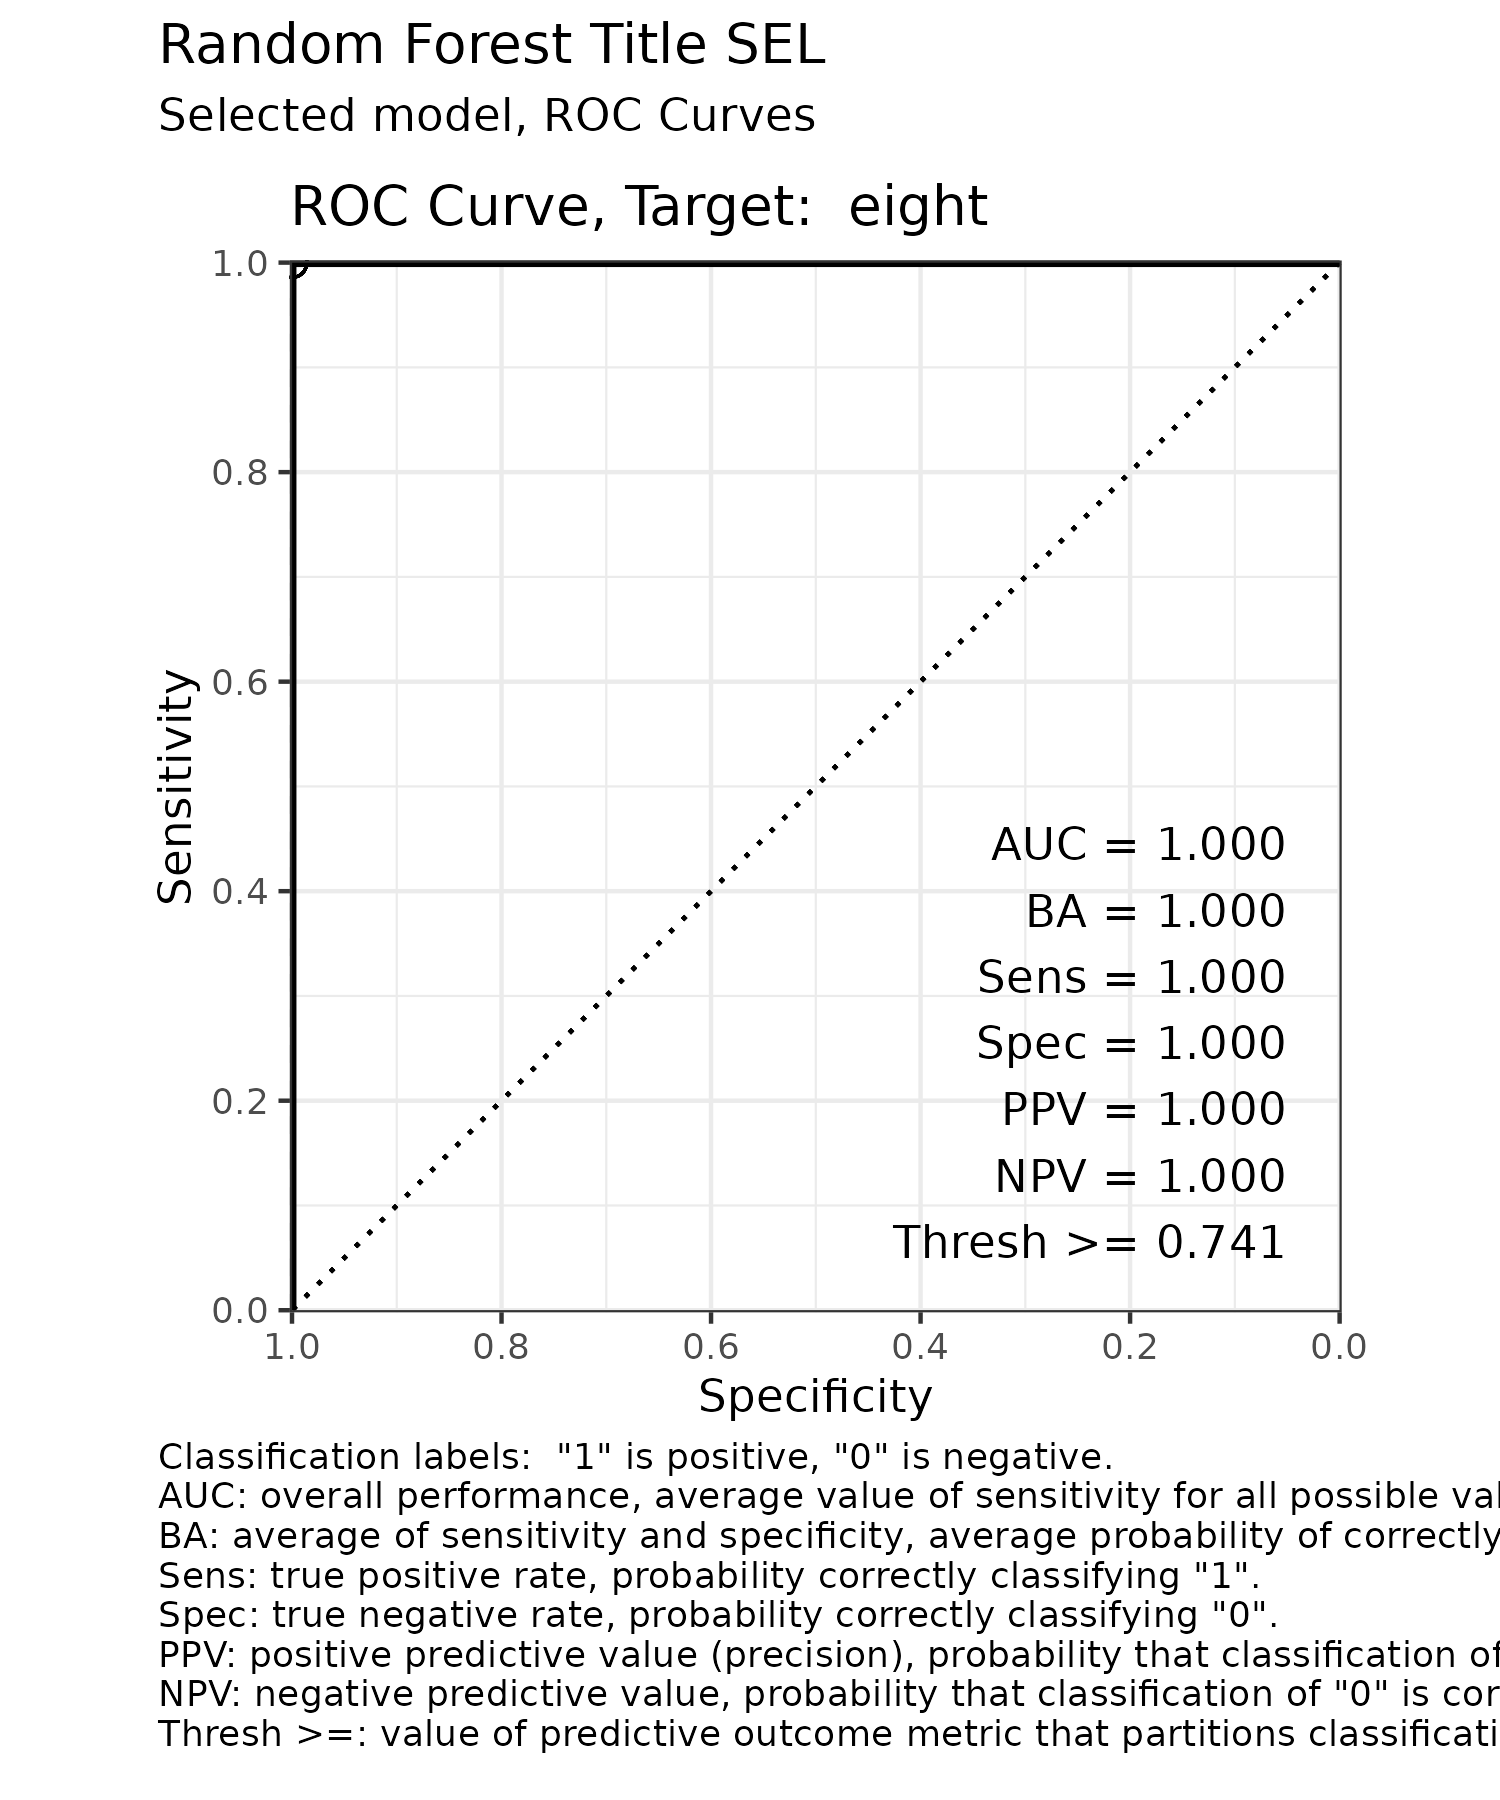 Random Forest Title SEL
Selected model, ROC Curves
ROC Curve, Target:  eight
1.0
0.8
0.6
0.4
0.2
0.0
Sensitivity
AUC = 1.000
BA = 1.000
Sens = 1.000
Spec = 1.000
PPV = 1.000
NPV = 1.000
Thresh >= 0.741
1.0 0.8 0.6 0.4 0.2 0.0
Specificity
Classification labels:  "1" is positive, "0" is negative.
AUC: overall performance, average value of sensitivity for all possible
BA: average of sensitivity and specificity, average probability of correctly
Sens: true positive rate, probability correctly classifying "1".
Spec: true negative rate, probability correctly classifying "0".
PPV: positive predictive value (precision), probability that classification of
NPV: negative predictive value, probability that classification of "0" is
Thresh >=: value of predictive outcome metric that partitions